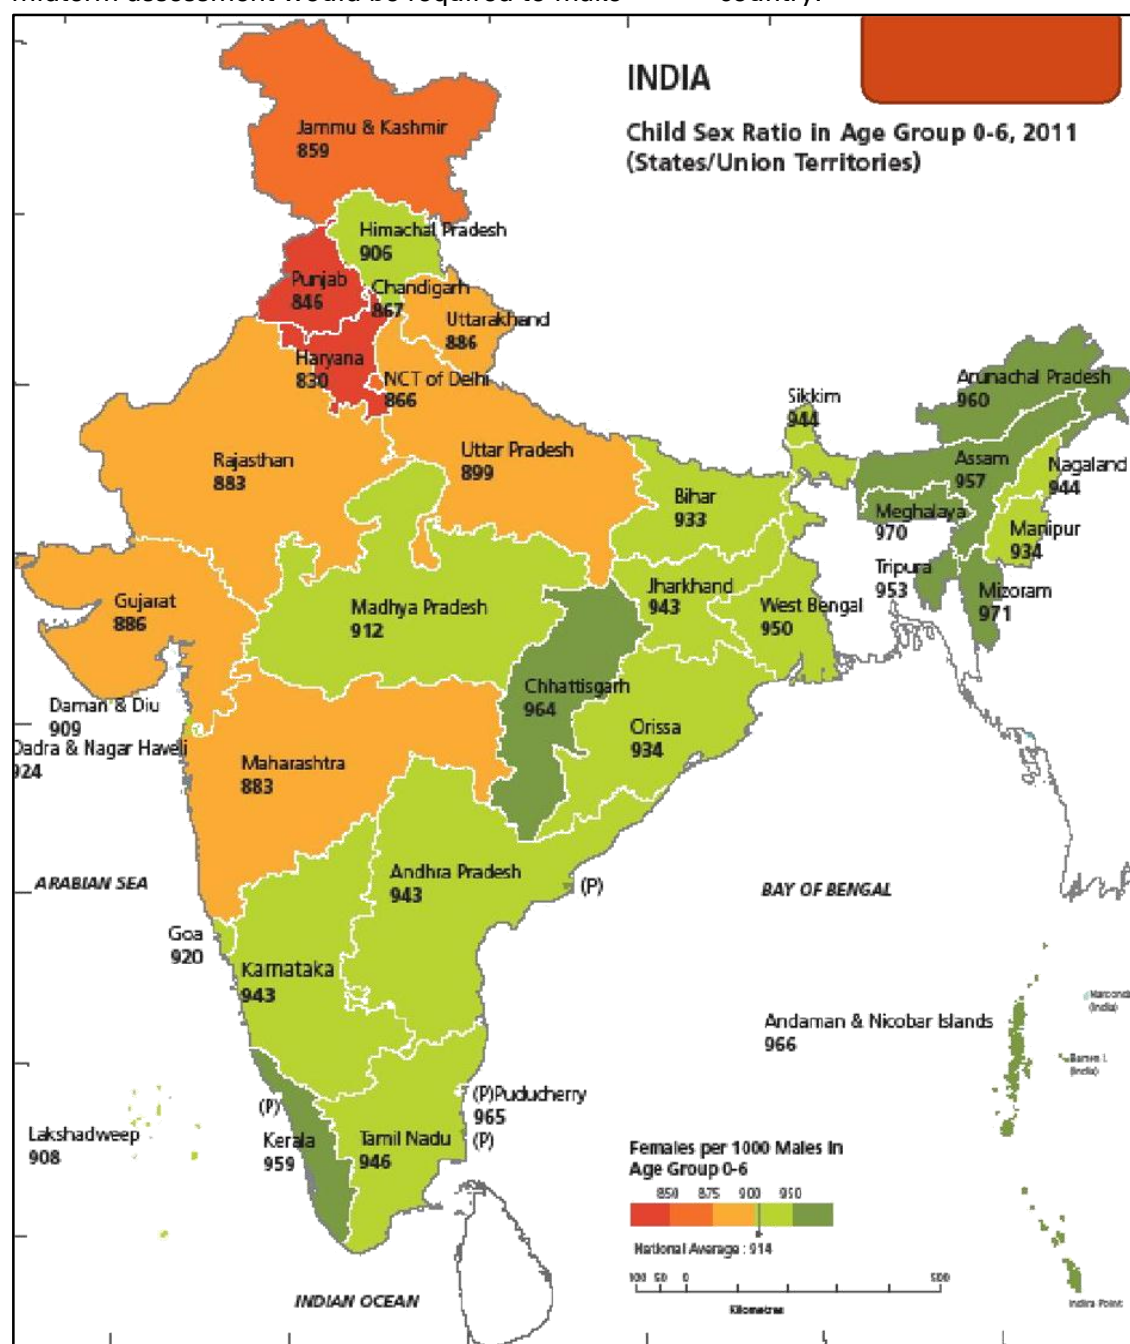 INDIA
Child Sex Ratio in Age Group 0-6, 2011
(States/Union Territories)
Jammu & Kashmir
859
Himachal Pradesh
906
Punjab
846
Chandigarh
867
Uttarakhand
886
Haryana
830
NCT of Delhi
866
Rajasthan
883
Uttar Pradesh
899
Sikkim
944
Arunachal Pradesh
960
Assam
957
Nagaland
944
Bihar
933
Meghalaya
970
Manipur
934
Tripura
953
Mizoram
971
Gujarat
886
Madhya Pradesh
912
Jharkhand
943
West Bengal
950
Chhattisgarh
964
Orissa
934
Daman & Diu
909
Dadra & Nagar Haveli
924
Maharashtra
883
Andhra Pradesh
943
(P)
ARABIAN SEA
BAY OF BENGAL
Goa
920
Karnataka
943
Andaman & Nicobar Islands
966
(India)
Barren I.
(India)
(P)Puducherry
965
(P)
(P)
Lakshadweep
908
Kerala
959
Tamil Nadu
946
Females per 1000 Males in
Age Group 0-6
850 875 900 950
National Average : 914
100 50 0 500
Kilometres
Indira Point
INDIAN OCEAN